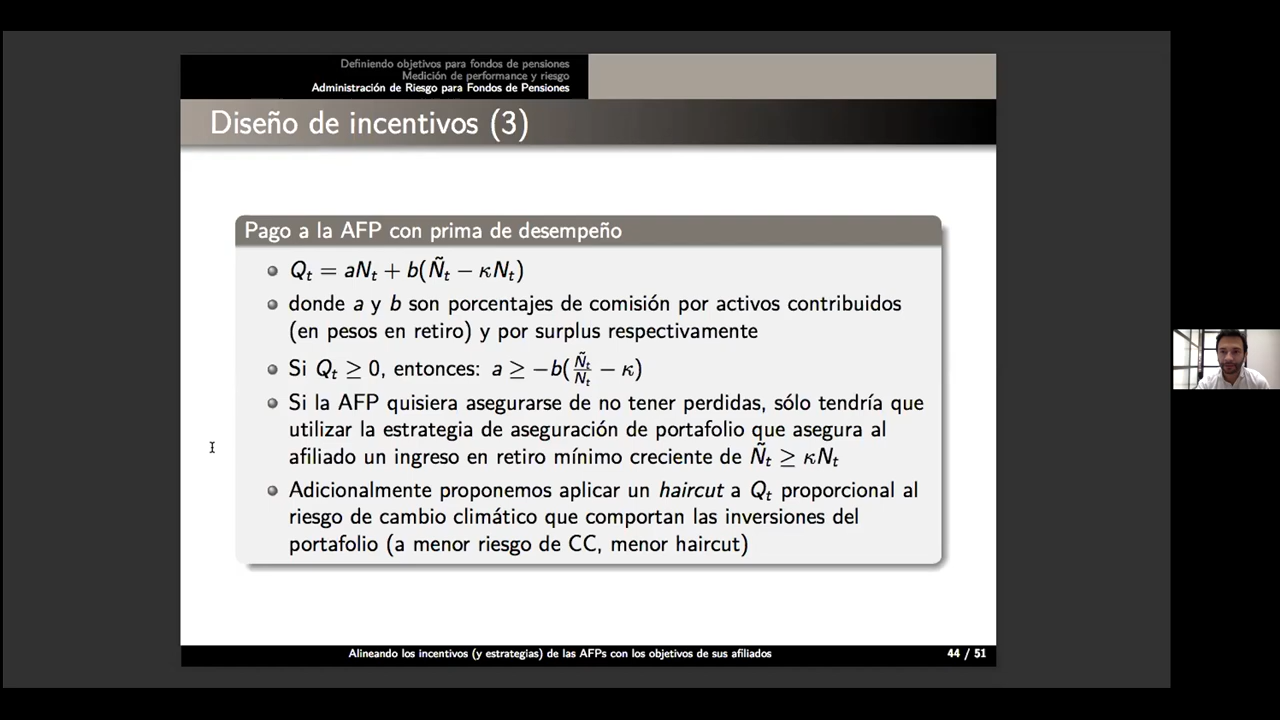 Definiendo objetivos para fondos de pensiones
Medición de performance y riesgo
Administración de Riesgo para Fondos de Pensiones
Diseño de incentivos (3)
Pago a la AFP con prima de desempeño
Q_t = aN_t + b(Ñ_t − κN_t)
donde a y b son porcentajes de comisión por activos contribuidos
(en pesos en retiro) y por surplus respectivamente
Si Q_t ≥ 0, entonces: a ≥ −b(Ñ_t/N_t − κ)
Si la AFP quisiera asegurarse de no tener perdidas, sólo tendría que
utilizar la estrategia de aseguración de portafolio que asegura al
afiliado un ingreso en retiro mínimo creciente de Ñ_t ≥ κN_t
Adicionalmente proponemos aplicar un haircut a Q_t proporcional al
riesgo de cambio climático que comportan las inversiones del
portafolio (a menor riesgo de CC, menor haircut)
Alineando los incentivos (y estrategias) de las AFPs con los objetivos de sus afiliados
44 / 51